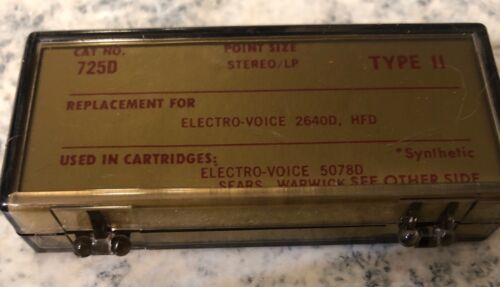 CAT NO. POINT SIZE
725D STEREO/LP TYPE II
REPLACEMENT FOR
ELECTRO-VOICE 2640D, HFD
USED IN CARTRIDGES: *Synthetic
ELECTRO-VOICE 5078D
SEARS, WARWICK SEE OTHER SIDE